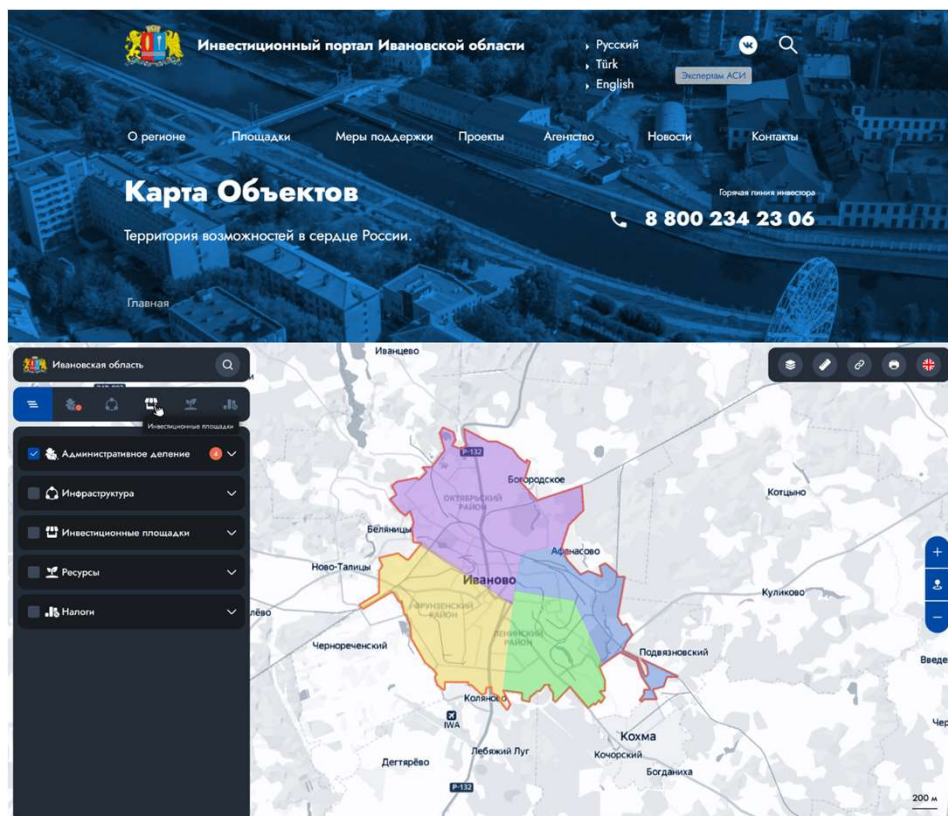 Инвестиционный портал Ивановской области
Русский
Türk
English
Экспертам АСИ
О регионе
Площадки
Меры поддержки
Проекты
Агентство
Новости
Контакты
Карта Объектов
Горячая линия инвестора
8 800 234 23 06
Территория возможностей в сердце России.
Главная
Ивановская область
Инвестиционные площадки
Административное деление
4
Инфраструктура
Инвестиционные площадки
Ресурсы
Налоги
Иванцево
Р-132
Богородское
ОКТЯБРЬСКИЙ
РАЙОН
Котцыно
Беляницы
Афанасово
Ново-Талицы
Иваново
Куликово
ФРУНЗЕНСКИЙ
РАЙОН
лёво
ЛЕНИНСКИЙ
РАЙОН
Чернореченский
Подвязновский
Введе
Коляново
IWA
Чер
Кохма
Лебяжий Луг
Кочорский
Дегтярёво
Богданиха
Р-132
200 м